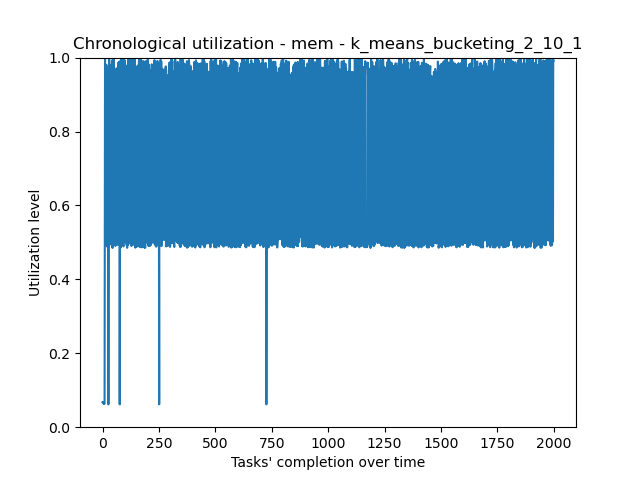 Chronological utilization - mem - k_means_bucketing_2_10_1
1.0
0.8
0.6
0.4
0.2
0.0
Utilization level
0 250 500 750 1000 1250 1500 1750 2000
Tasks' completion over time